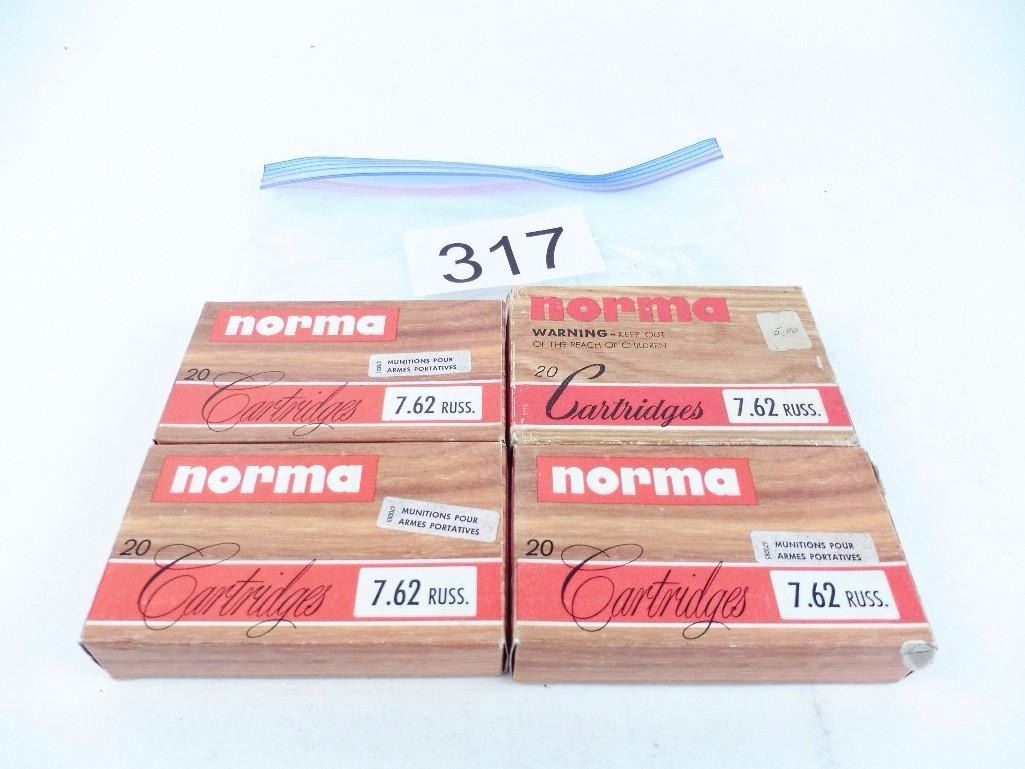 317
norma
MUNITIONS POUR
ARMES PORTATIVES
20 Cartridges 7.62 RUSS.
norma
WARNING - KEEP OUT
OF THE REACH OF CHILDREN
5.00
20 Cartridges 7.62 RUSS.
norma
MUNITIONS POUR
ARMES PORTATIVES
20 Cartridges 7.62 RUSS.
norma
MUNITIONS POUR
ARMES PORTATIVES
20 Cartridges 7.62 RUSS.